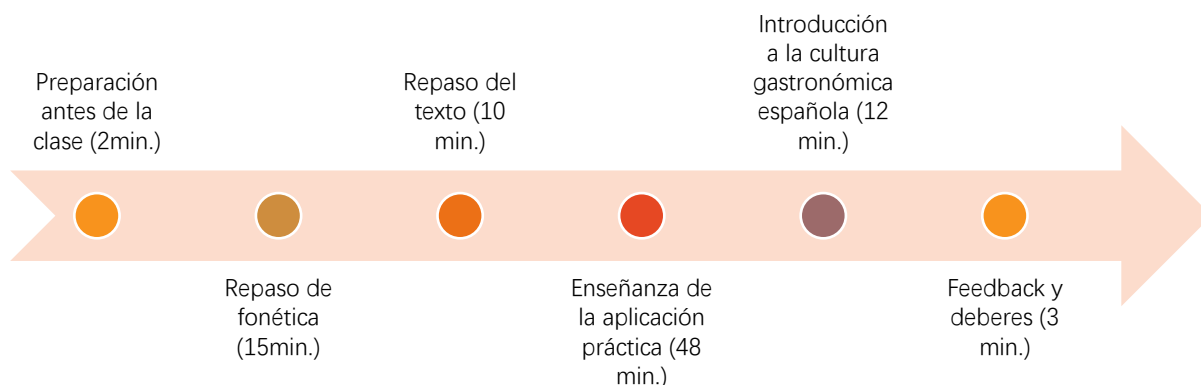 Preparación
antes de la
clase (2min.)
Repaso de
fonética
(15min.)
Repaso del
texto (10
min.)
Enseñanza de
la aplicación
práctica (48
min.)
Introducción
a la cultura
gastronómica
española (12
min.)
Feedback y
deberes (3
min.)